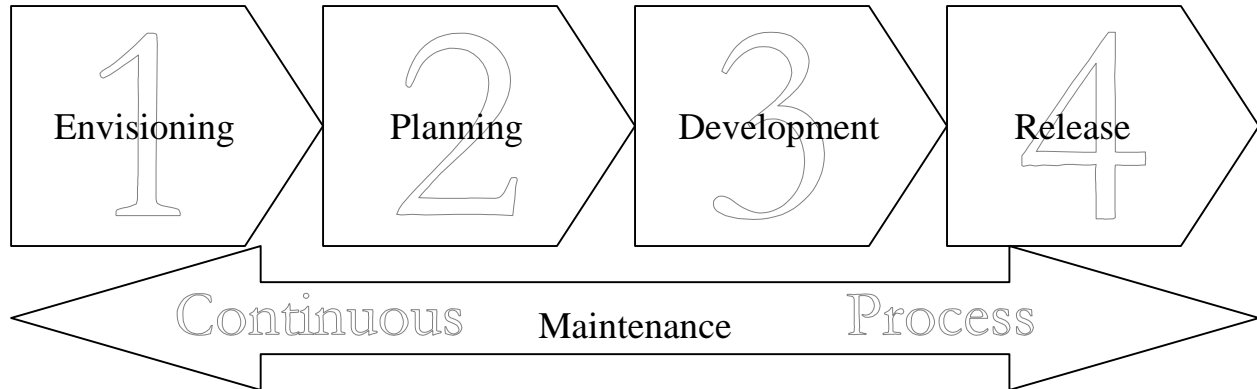 1 2 3 4
Envisioning Planning Development Release
Continuous Maintenance Process